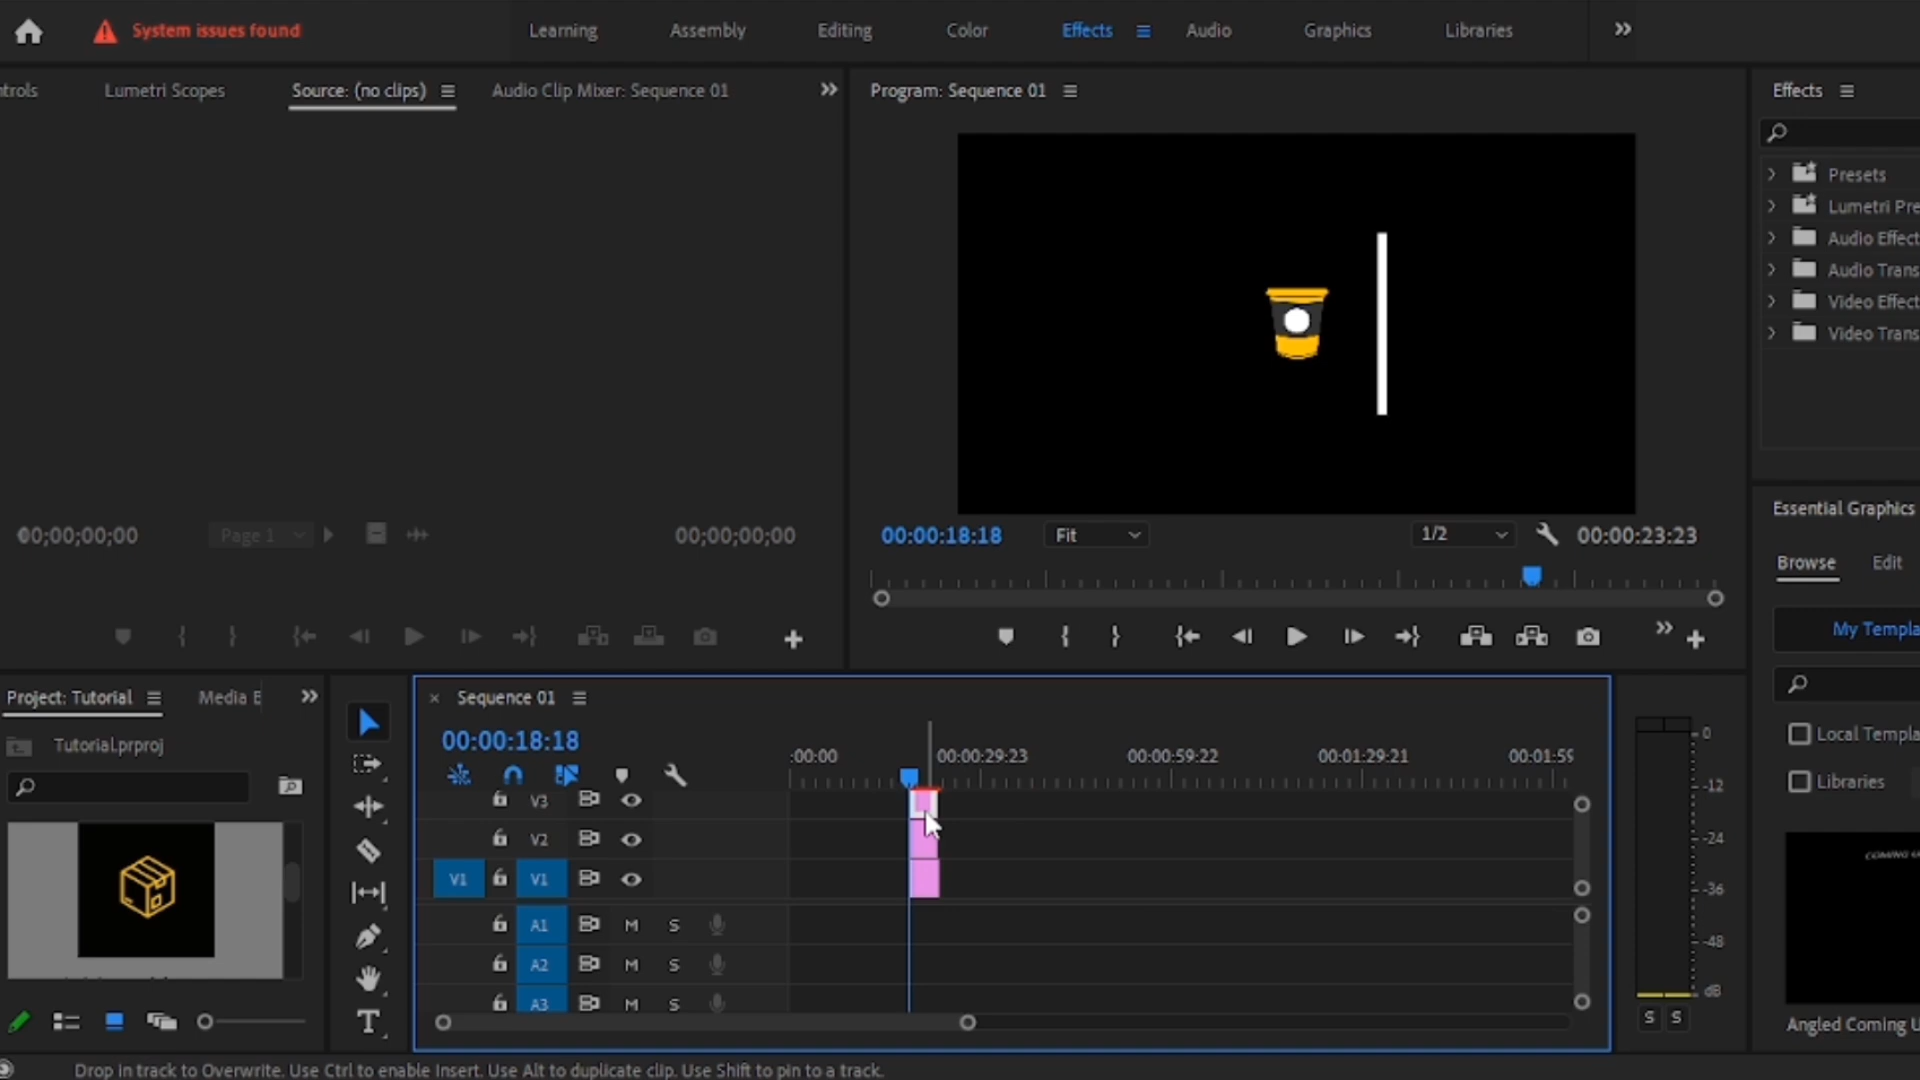 System issues found
Learning
Assembly
Editing
Color
Effects
Audio
Graphics
Libraries
trols
Lumetri Scopes
Source: (no clips)
Audio Clip Mixer: Sequence 01
Program: Sequence 01
Effects
Presets
Lumetri Pre
Audio Effect
Audio Trans
Video Effect
Video Trans
00;00;00;00
Page 1
00;00;00;00
00:00:18:18
Fit
1/2
00:00:23:23
Essential Graphics
Browse
Edit
My Templa
Local Templa
Libraries
COMING U
Angled Coming U
Project: Tutorial
Media E
Tutorial.prproj
Sequence 01
00:00:18:18
:00:00
00:00:29:23
00:00:59:22
00:01:29:21
00:01:59
V3
V2
V1
V1
A1
M
S
A2
M
S
A3
M
S
0
-12
-24
-36
-48
dB
S
S
T
Drop in track to Overwrite. Use Ctrl to enable Insert. Use Alt to duplicate clip. Use Shift to pin to a track.